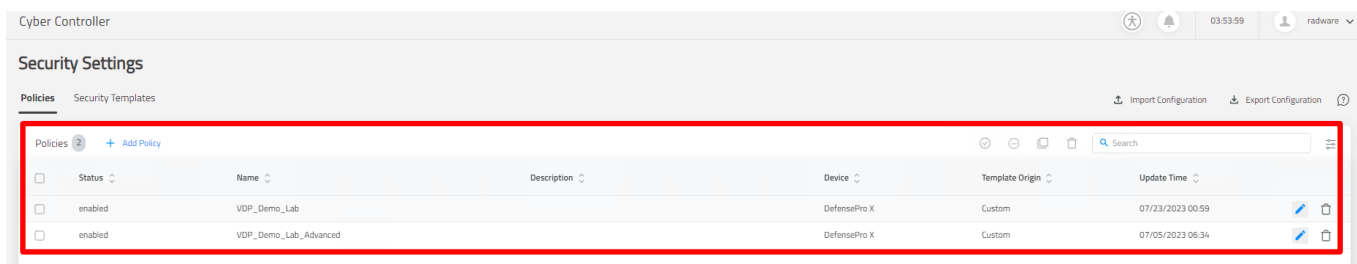 Cyber Controller 03:53:59 radware
Security Settings
Policies Security Templates Import Configuration Export Configuration
Policies 2 + Add Policy Search
Status Name Description Device Template Origin Update Time
enabled VDP_Demo_Lab DefensePro X Custom 07/23/2023 00:59
enabled VDP_Demo_Lab_Advanced DefensePro X Custom 07/05/2023 06:34